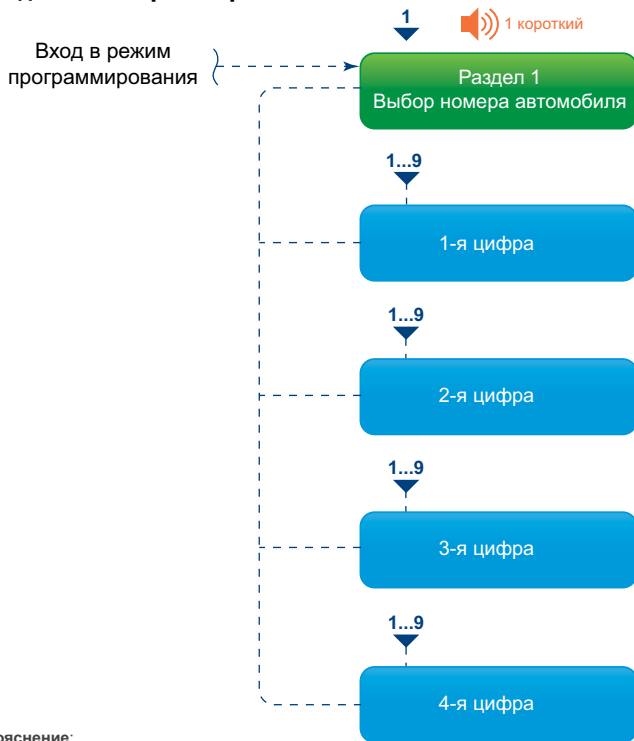 1
1 короткий
Вход в режим
программирования
Раздел 1
Выбор номера автомобиля
1...9
1-я цифра
1...9
2-я цифра
1...9
3-я цифра
1...9
4-я цифра